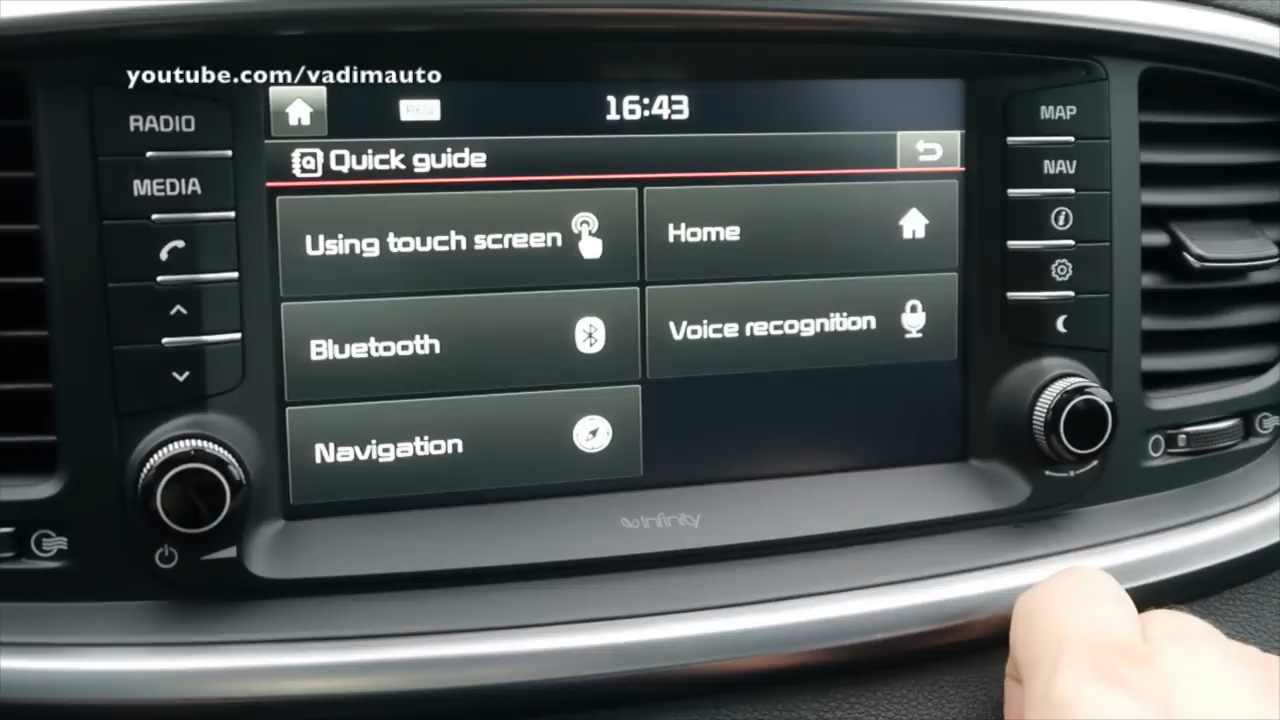 youtube.com/vadimauto
16:43
RADIO
MAP
Quick guide
MEDIA
NAV
Using touch screen
Home
Bluetooth
Voice recognition
Navigation
infinity